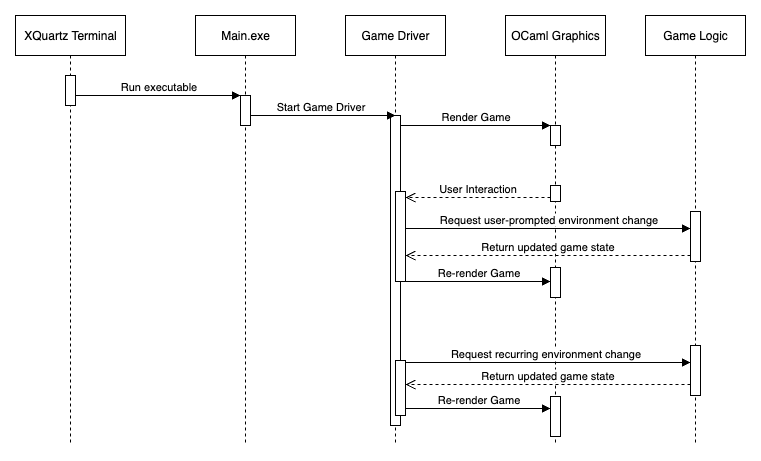 XQuartz Terminal
Main.exe
Game Driver
OCaml Graphics
Game Logic
Run executable
Start Game Driver
Render Game
User Interaction
Request user-prompted environment change
Return updated game state
Re-render Game
Request recurring environment change
Return updated game state
Re-render Game